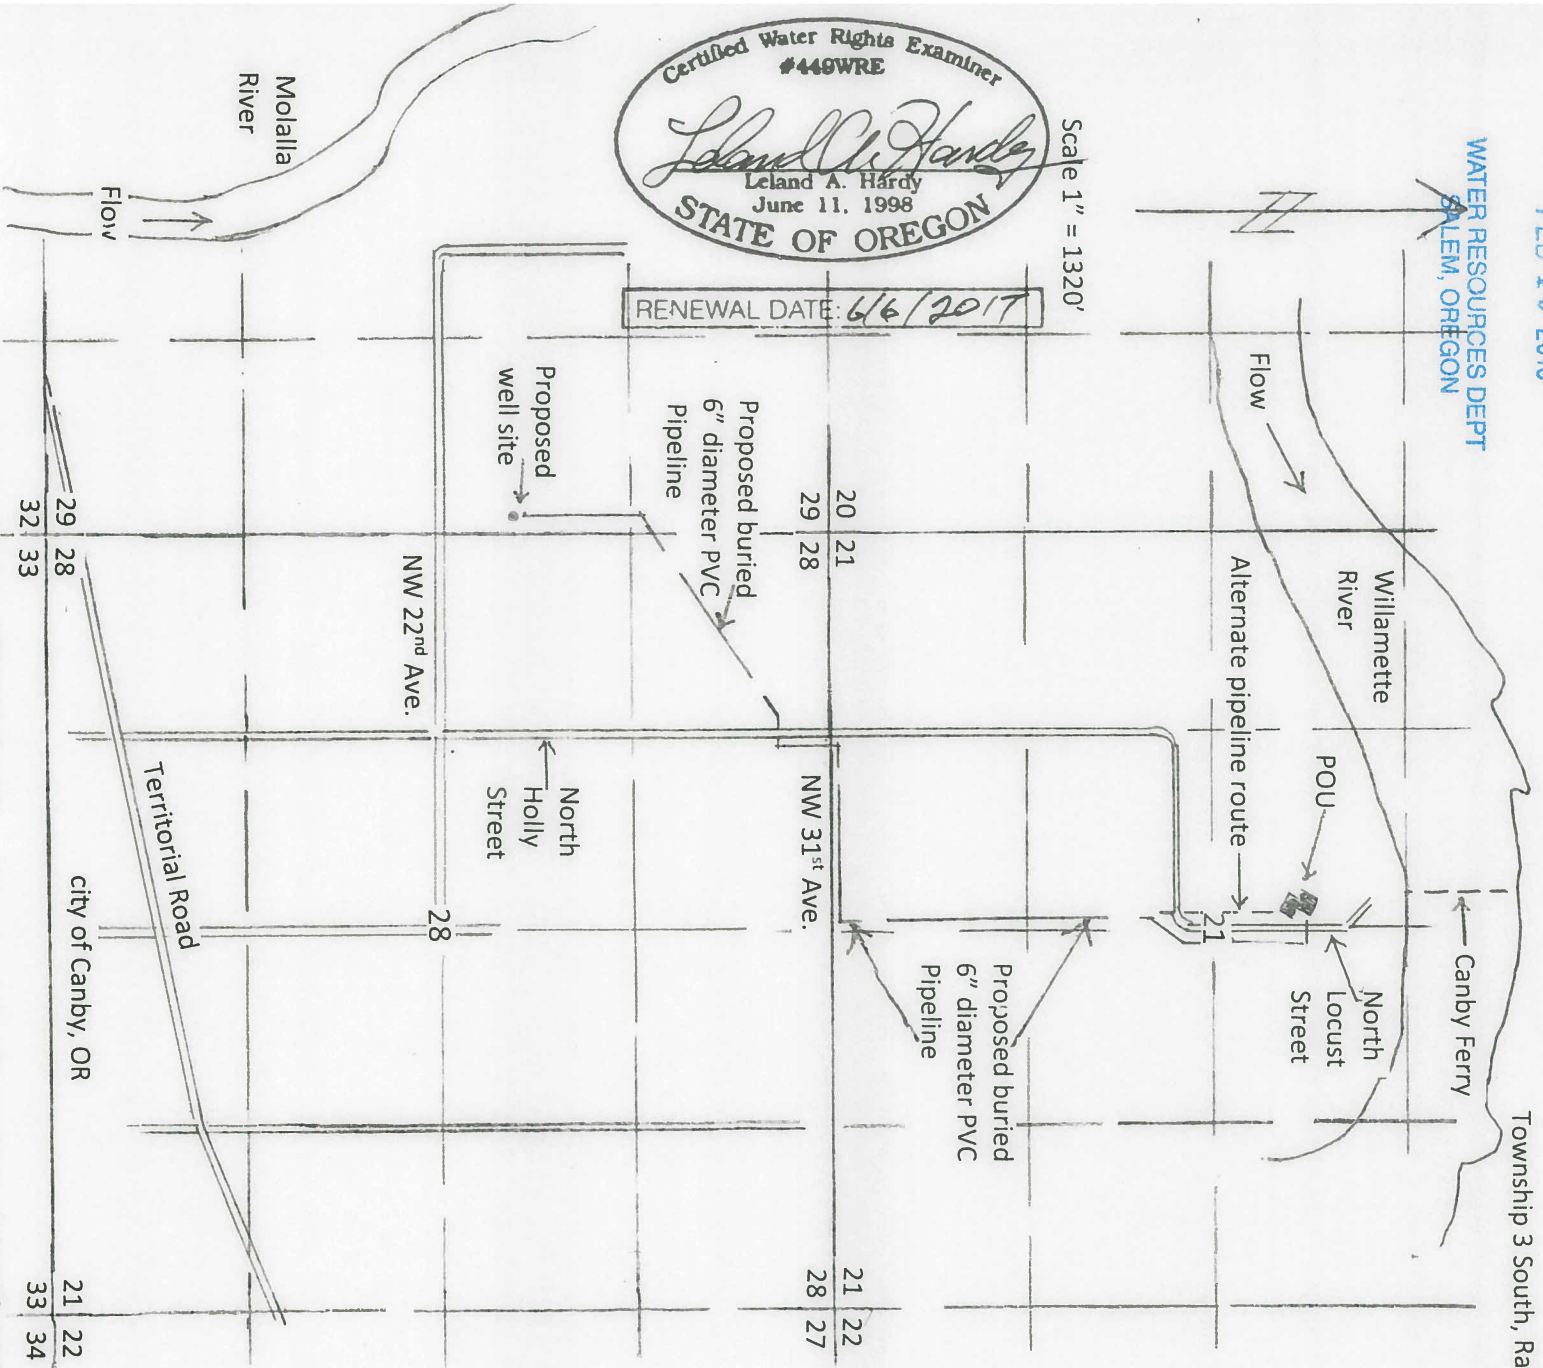 WATER RESOURCES DEPT
SALEM, OREGON
Township 3 South, Ra
Certified Water Rights Examiner
#449WRE
Leland A. Hardy
Leland A. Hardy
June 11, 1998
STATE OF OREGON
RENEWAL DATE: 6/6/2017
Scale 1" = 1320'
Molalla
River
Flow
Flow
Willamette
River
Canby Ferry
North
Locust
Street
POU
Alternate pipeline route
21
Proposed buried
6" diameter PVC
Pipeline
20 21
29 28
NW 31st Ave.
21 22
28 27
Proposed buried
6" diameter PVC
Pipeline
Proposed
well site
North
Holly
Street
NW 22nd Ave.
28
Territorial Road
city of Canby, OR
29 28
32 33
21 22
33 34